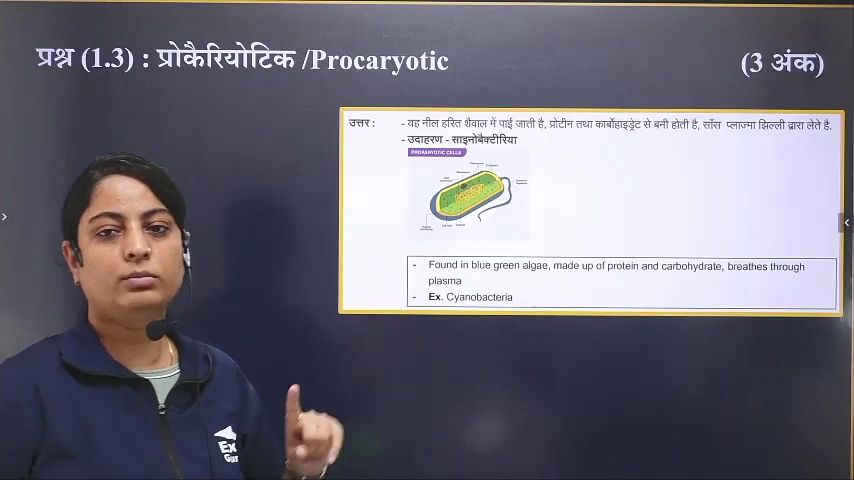 प्रश्न (1.3) : प्रोकैरियोटिक /Procaryotic (3 अंक)
उत्तर : - यह नील हरित शैवाल में पाई जाती है, प्रोटीन तथा कार्बोहाइड्रेट से बनी होती है, साँस प्लाज्मा झिल्ली द्वारा लेते है.
- उदाहरण - साइनोबैक्टीरिया
PROKARYOTIC CELLS
- Found in blue green algae, made up of protein and carbohydrate, breathes through
plasma
- Ex. Cyanobacteria
Ex